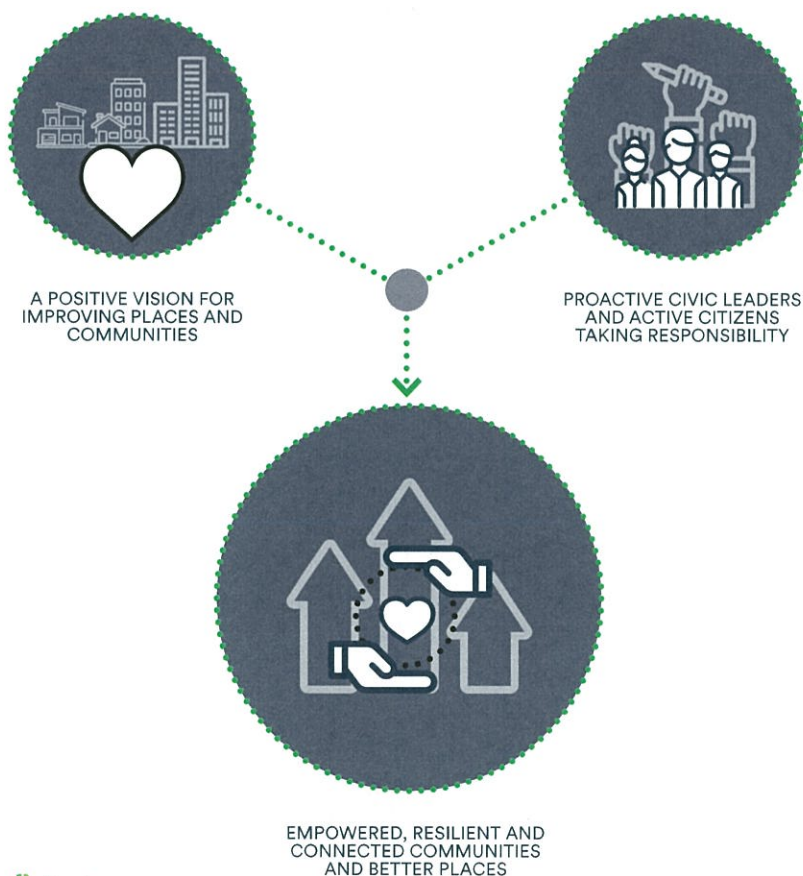 A POSITIVE VISION FOR
IMPROVING PLACES AND
COMMUNITIES
PROACTIVE CIVIC LEADERS
AND ACTIVE CITIZENS
TAKING RESPONSIBILITY
EMPOWERED, RESILIENT AND
CONNECTED COMMUNITIES
AND BETTER PLACES